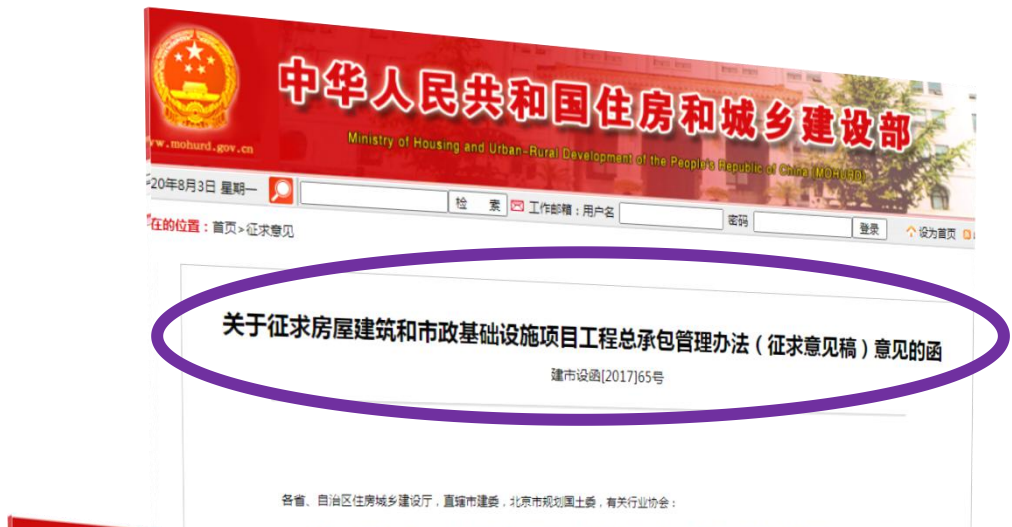 中华人民共和国住房和城乡建设部
Ministry of Housing and Urban-Rural Development of the People's Republic of China (MOHURD)
www.mohurd.gov.cn
20年8月3日 星期一 检 索 工作邮箱：用户名 密码 登录 设为首页
在的位置：首页>征求意见
关于征求房屋建筑和市政基础设施项目工程总承包管理办法（征求意见稿）意见的函
建市设函[2017]65号
各省、自治区住房城乡建设厅，直辖市建委，北京市规划国土委，有关行业协会：